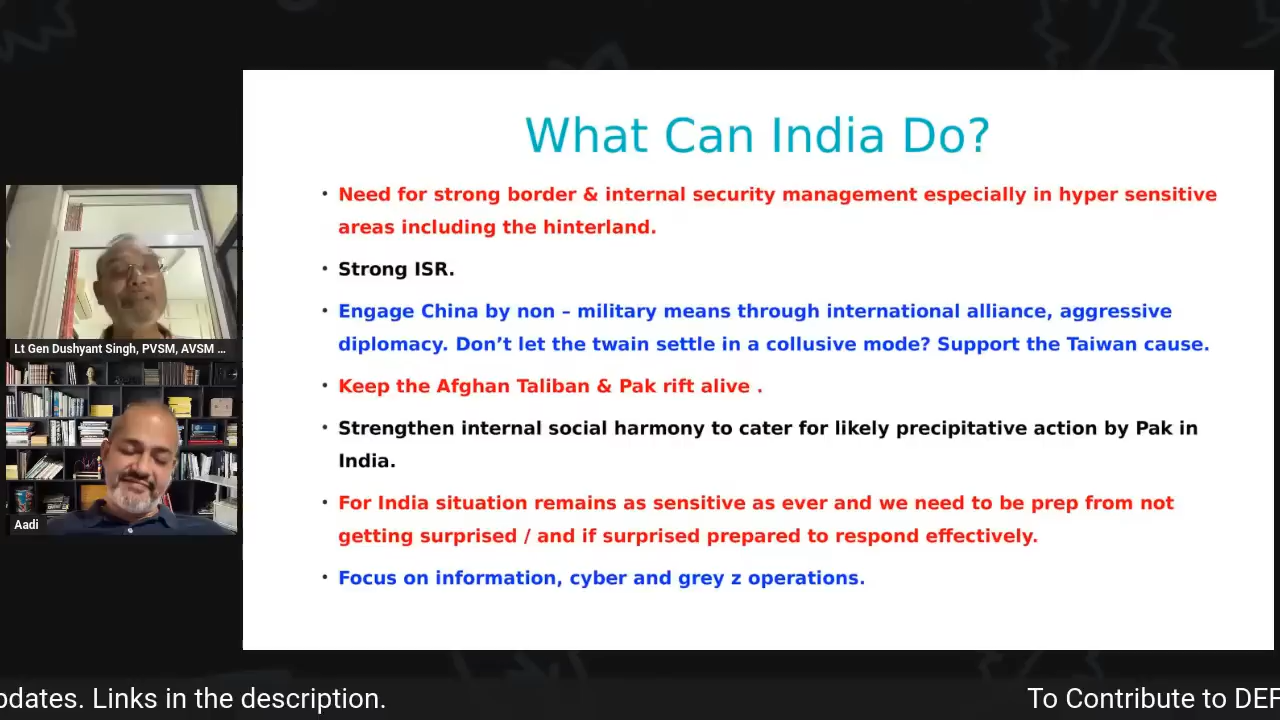 What Can India Do?
• Need for strong border & internal security management especially in hyper sensitive
areas including the hinterland.
• Strong ISR.
• Engage China by non – military means through international alliance, aggressive
diplomacy. Don’t let the twain settle in a collusive mode? Support the Taiwan cause.
• Keep the Afghan Taliban & Pak rift alive .
• Strengthen internal social harmony to cater for likely precipitative action by Pak in
India.
• For India situation remains as sensitive as ever and we need to be prep from not
getting surprised / and if surprised prepared to respond effectively.
• Focus on information, cyber and grey z operations.
Lt Gen Dushyant Singh, PVSM, AVSM ...
Aadi
pdates. Links in the description.
To Contribute to DEF